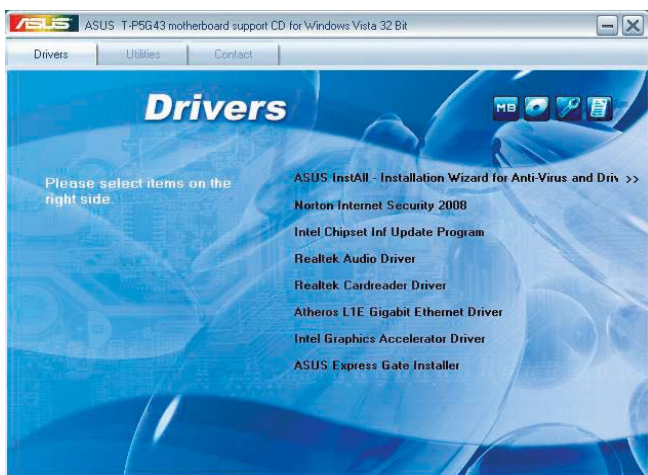 ASUS ASUS T-P5G43 motherboard support CD for Windows Vista 32 Bit
Drivers Utilities Contact
Drivers
MB
Please select items on the
right side.
ASUS InstAll - Installation Wizard for Anti-Virus and Driv >>
Norton Internet Security 2008
Intel Chipset Inf Update Program
Realtek Audio Driver
Realtek Cardreader Driver
Atheros L1E Gigabit Ethernet Driver
Intel Graphics Accelerator Driver
ASUS Express Gate Installer